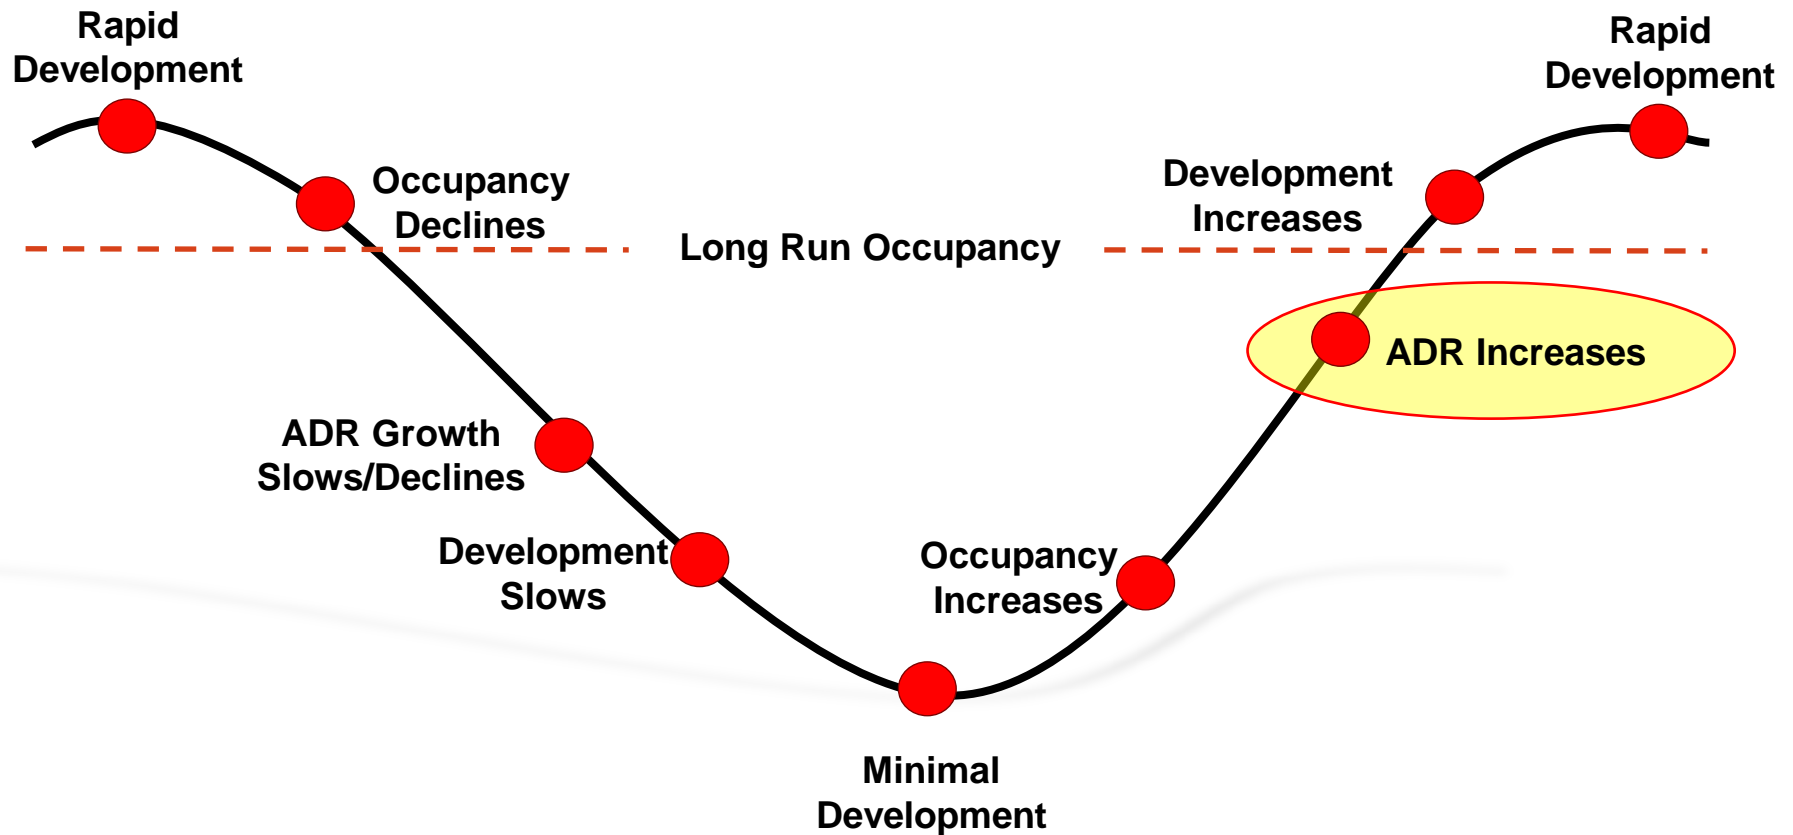 Rapid
Development
Occupancy
Declines
Long Run Occupancy
ADR Growth
Slows/Declines
Development
Slows
Minimal
Development
Occupancy
Increases
ADR Increases
Development
Increases
Rapid
Development